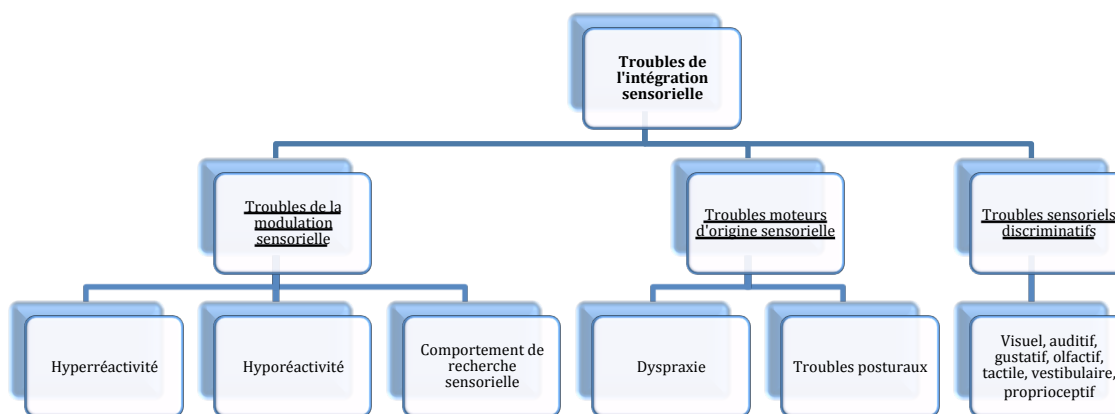 Troubles de
l'intégration
sensorielle
Troubles de la
modulation
sensorielle
Troubles moteurs
d'origine sensorielle
Troubles sensoriels
discriminatifs
Hyperréactivité
Hyporéactivité
Comportement de
recherche
sensorielle
Dyspraxie
Troubles posturaux
Visuel, auditif,
gustatif, olfactif,
tactile, vestibulaire,
proprioceptif